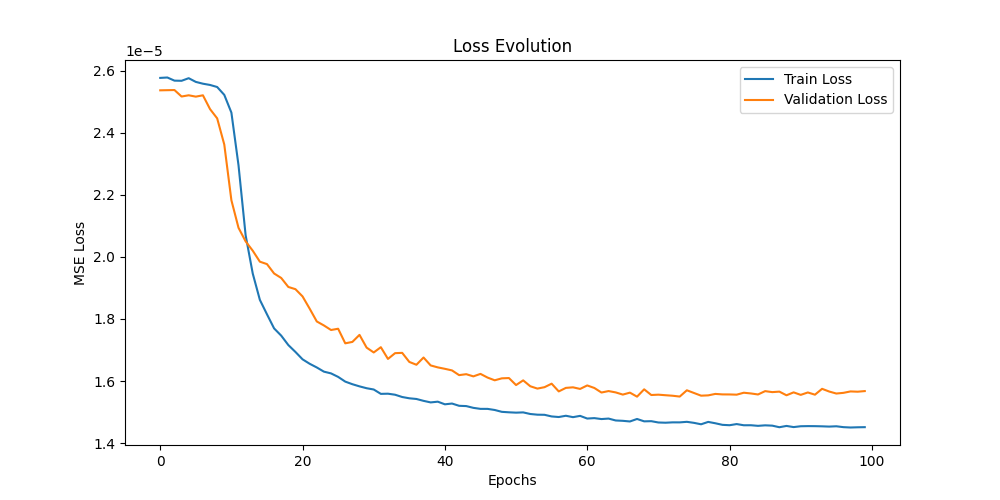 Loss Evolution
1e−5
2.6
2.4
2.2
2.0
1.8
1.6
1.4
MSE Loss
Train Loss
Validation Loss
0 20 40 60 80 100
Epochs